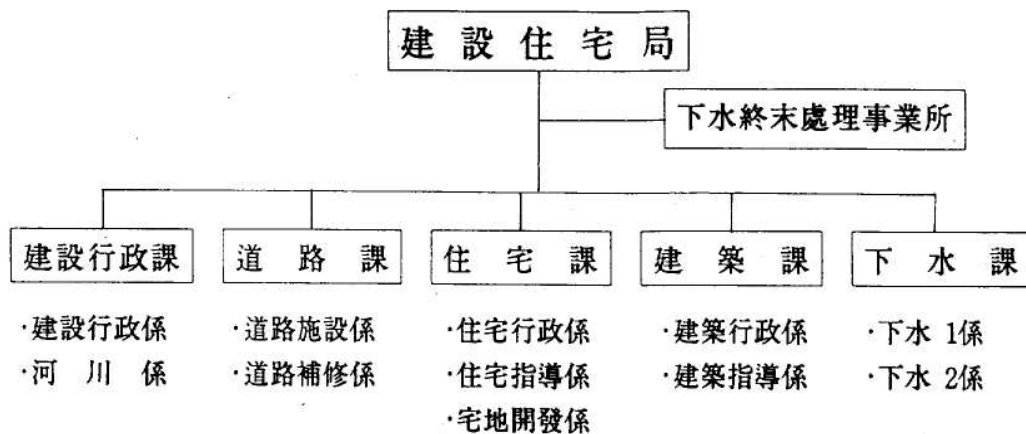 建設住宅局
下水終末處理事業所
建設行政課 道路課 住宅課 建築課 下水課
·建設行政係 ·道路施設係 ·住宅行政係 ·建築行政係 ·下水 1係
·河川係 ·道路補修係 ·住宅指導係 ·建築指導係 ·下水 2係
·宅地開發係